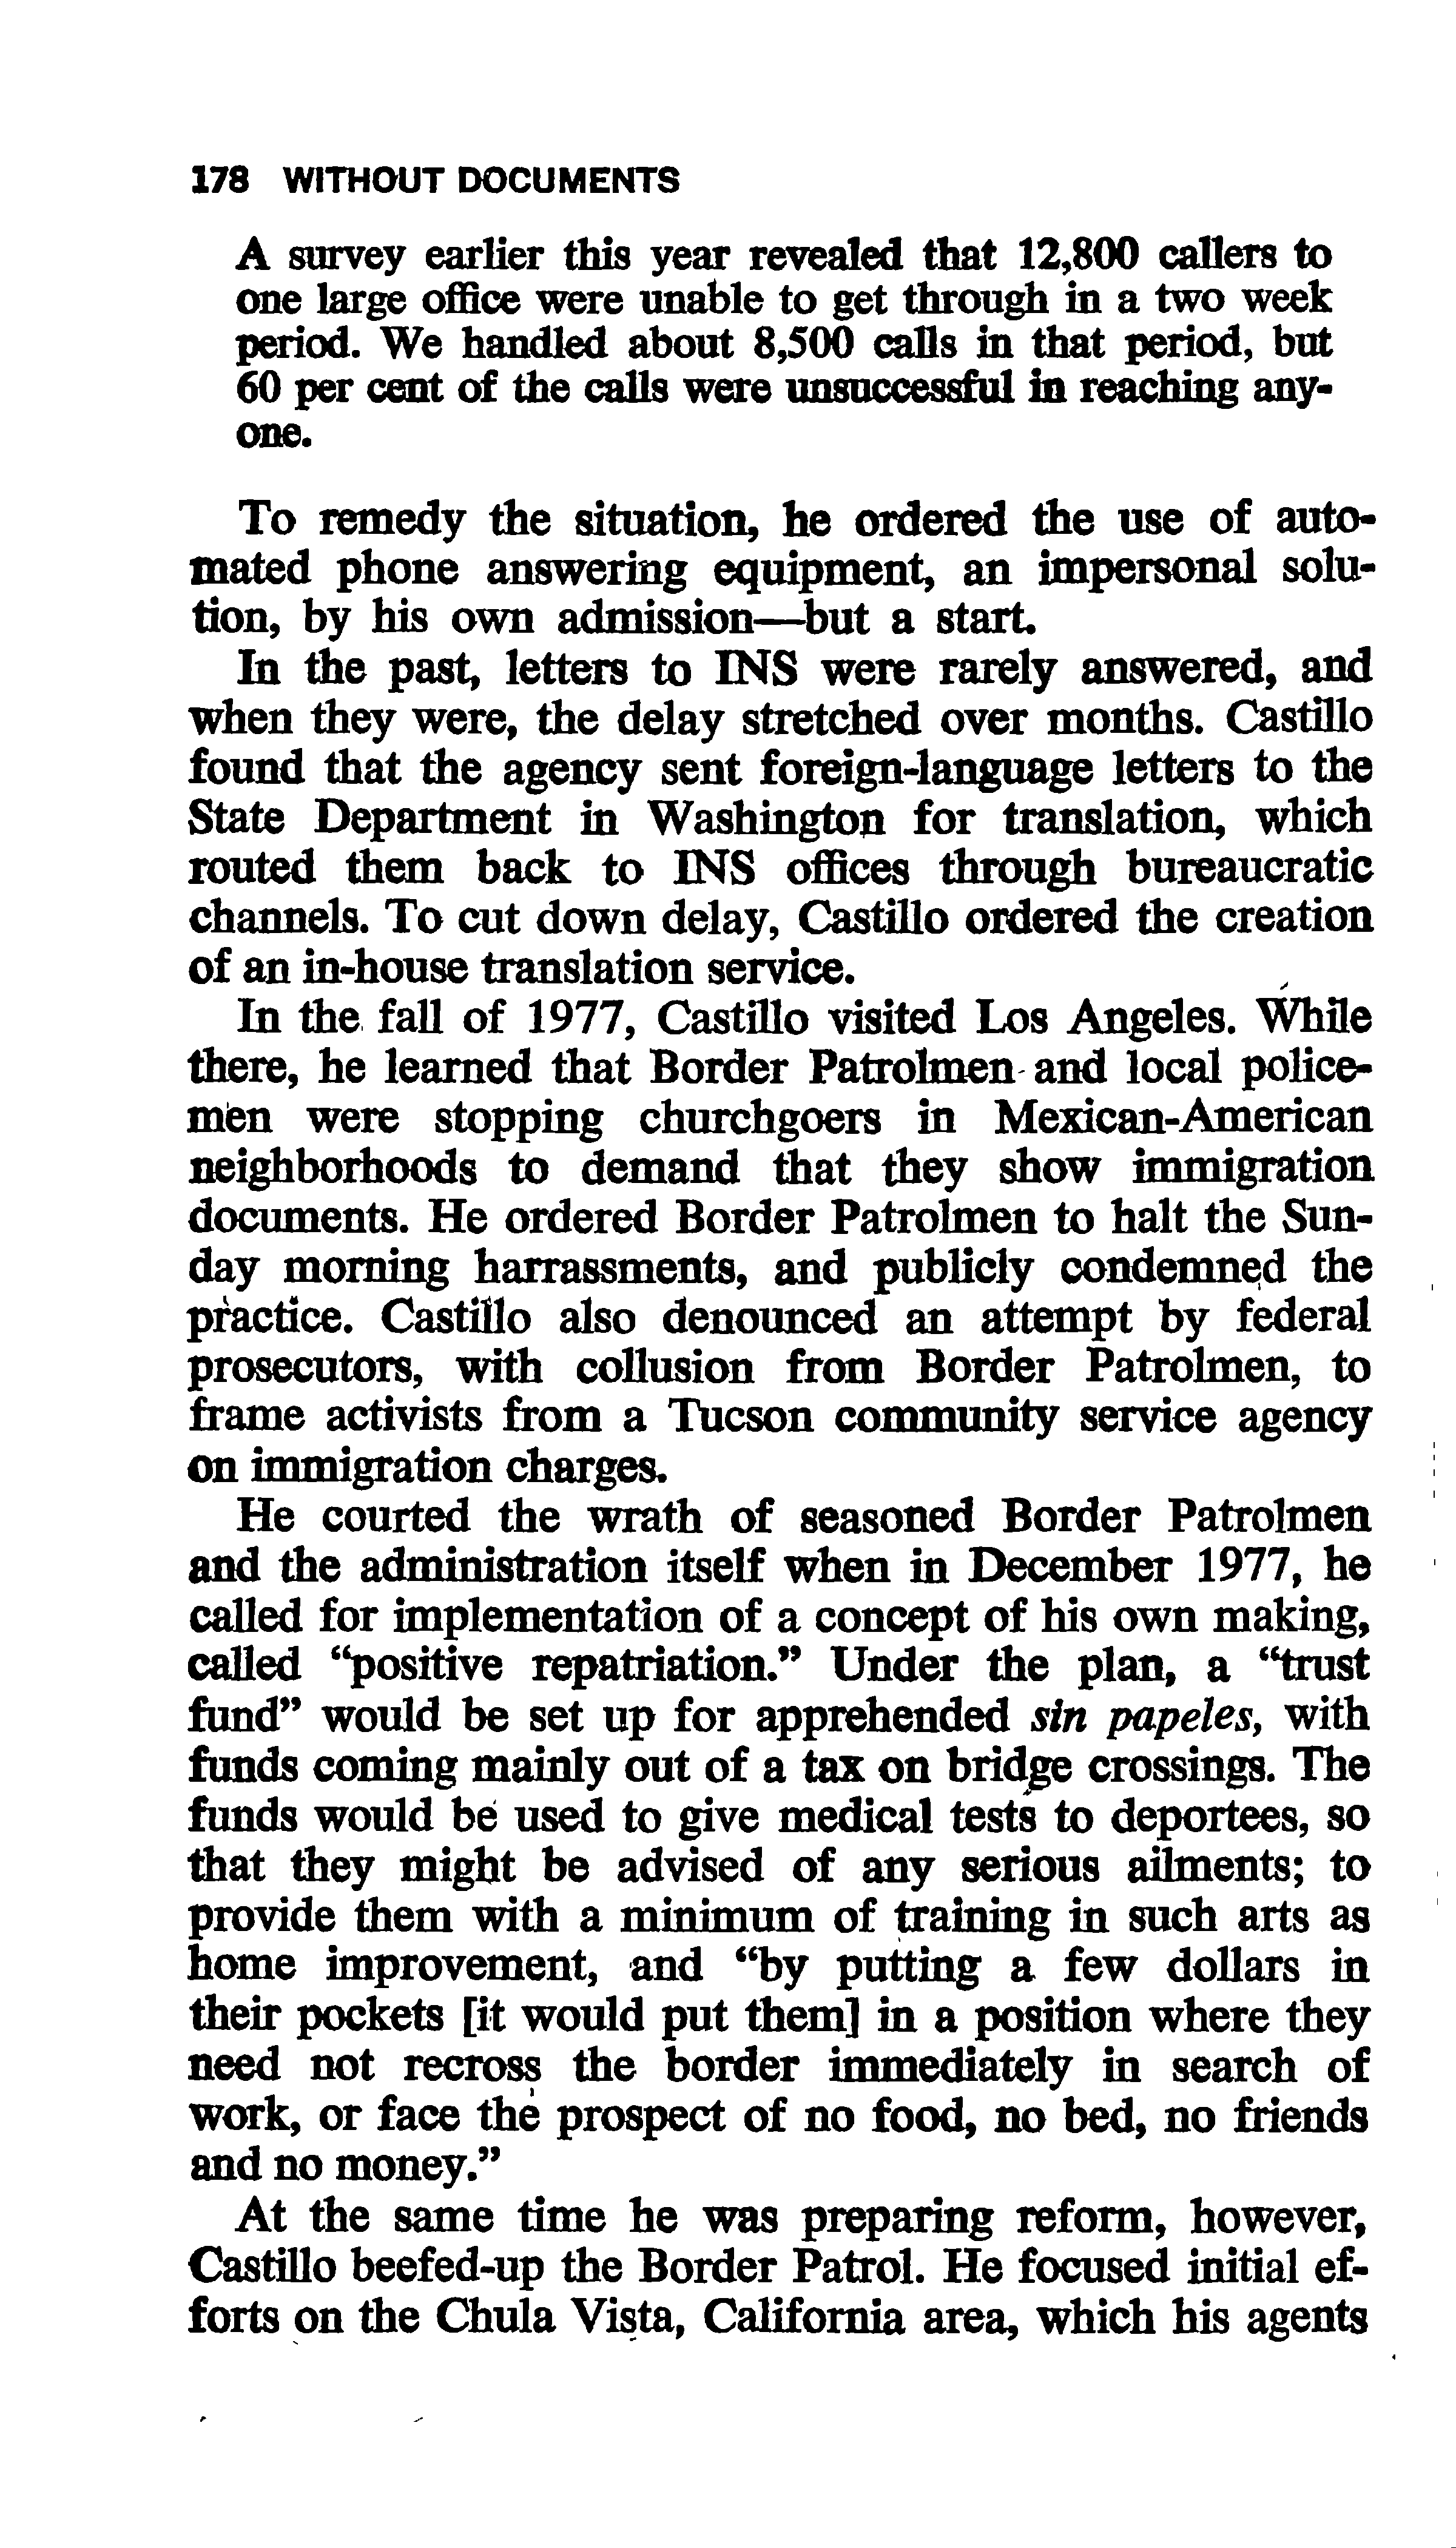 178 WITHOUT DOCUMENTS
A survey earlier this year revealed that 12,800 callers to
one large office were unable to get through in a two week
period. We handled about 8,500 calls in that period, but
60 per cent of the calls were unsuccessful in reaching any-
one.
To remedy the situation, he ordered the use of auto-
mated phone answering equipment, an impersonal solu-
tion, by his own admission—but a start.
In the past, letters to INS were rarely answered, and
when they were, the delay stretched over months. Castillo
found that the agency sent foreign-language letters to the
State Department in Washington for translation, which
routed them back to INS offices through bureaucratic
channels. To cut down delay, Castillo ordered the creation
of an in-house translation service.
In the fall of 1977, Castillo visited Los Angeles. While
there, he learned that Border Patrolmen and local police-
men were stopping churchgoers in Mexican-American
neighborhoods to demand that they show immigration
documents. He ordered Border Patrolmen to halt the Sun-
day morning harrassments, and publicly condemned the
practice. Castillo also denounced an attempt by federal
prosecutors, with collusion from Border Patrolmen, to
frame activists from a Tucson community service agency
on immigration charges.
He courted the wrath of seasoned Border Patrolmen
and the administration itself when in December 1977, he
called for implementation of a concept of his own making,
called “positive repatriation.” Under the plan, a “trust
fund” would be set up for apprehended sin papeles, with
funds coming mainly out of a tax on bridge crossings. The
funds would be used to give medical tests to deportees, so
that they might be advised of any serious ailments; to
provide them with a minimum of training in such arts as
home improvement, and “by putting a few dollars in
their pockets [it would put them] in a position where they
need not recross the border immediately in search of
work, or face the prospect of no food, no bed, no friends
and no money.”
At the same time he was preparing reform, however,
Castillo beefed-up the Border Patrol. He focused initial ef-
forts on the Chula Vista, California area, which his agents